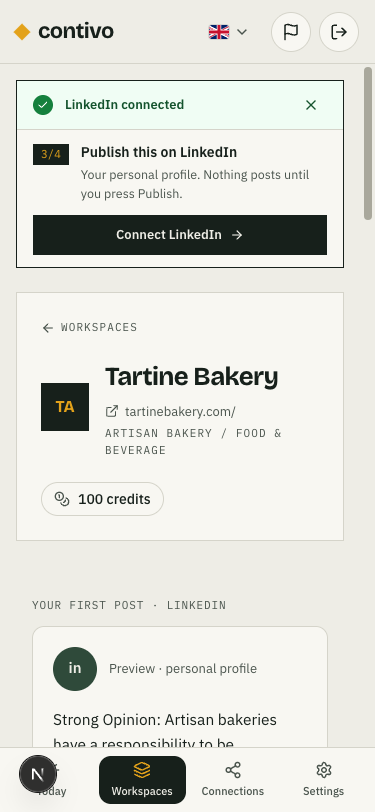 contivo
LinkedIn connected
3/4
Publish this on LinkedIn
Your personal profile. Nothing posts until
you press Publish.
Connect LinkedIn
WORKSPACES
TA
Tartine Bakery
tartinebakery.com/
ARTISAN BAKERY / FOOD &
BEVERAGE
100 credits
YOUR FIRST POST · LINKEDIN
in
Preview · personal profile
Strong Opinion: Artisan bakeries
have a responsibility to be
N
Workspaces
Connections
Settings